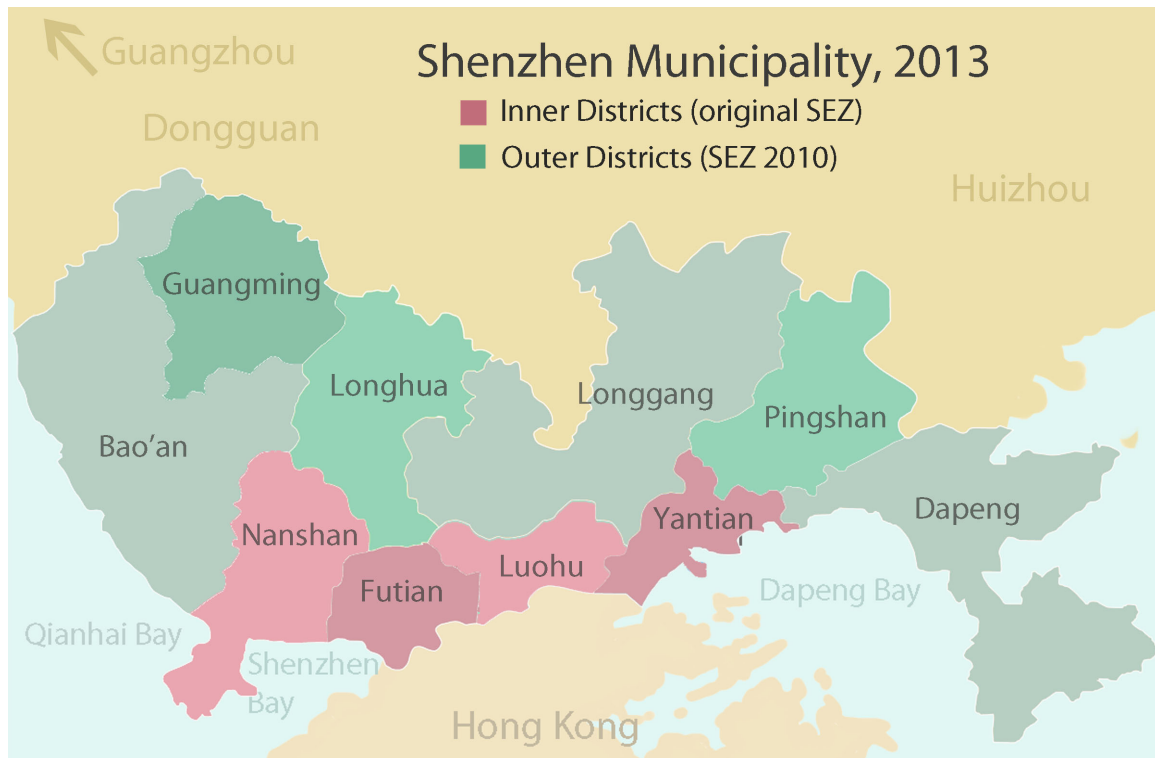 Guangzhou
Shenzhen Municipality, 2013
Inner Districts (original SEZ)
Dongguan
Outer Districts (SEZ 2010)
Huizhou
Guangming
Longhua
Longgang
Pingshan
Bao'an
Dapeng
Nanshan
Yantian
Luohu
Futian
Dapeng Bay
Qianhai Bay
Shenzhen
Bay
Hong Kong